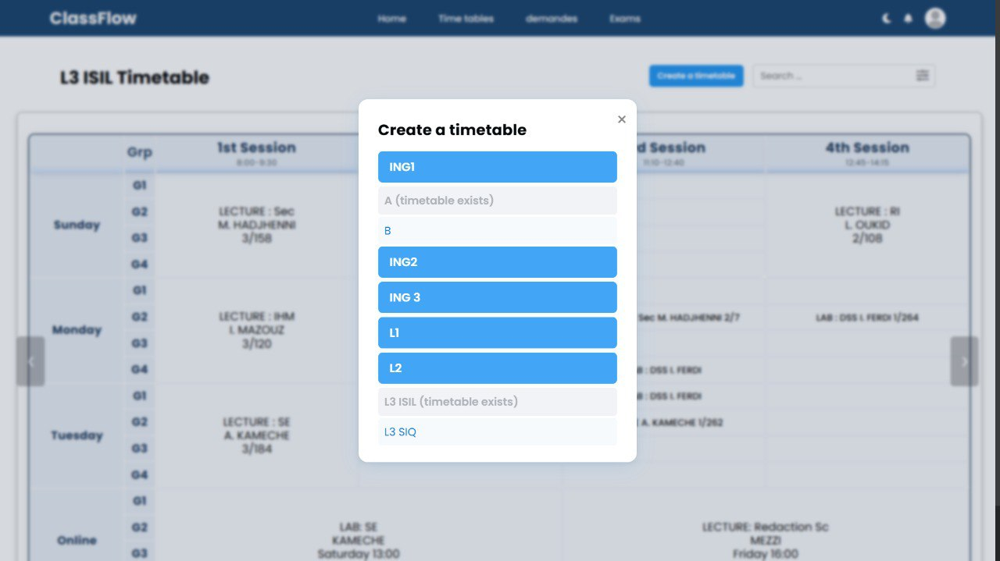 ClassFlow
Home
Time tables
demandes
Exams
L3 ISIL Timetable
Create a timetable
Search ...
Create a timetable
×
ING1
A (timetable exists)
B
ING2
ING 3
L1
L2
L3 ISIL (timetable exists)
L3 SIQ
Grp
1st Session
8:00-9:30
d Session
11:10-12:40
4th Session
12:45-14:15
Sunday
G1
G2
G3
G4
LECTURE : Sec
M. HADJHENNI
3/158
LECTURE : RI
L. OUKID
2/108
Monday
G1
G2
G3
G4
LECTURE : IHM
I. MAZOUZ
3/120
Sec M. HADJHENNI 2/7
LAB : DSS I. FERDI 1/264
: DSS I. FERDI
Tuesday
G1
G2
G3
G4
LECTURE : SE
A. KAMECHE
3/184
: DSS I. FERDI
A. KAMECHE 1/262
Online
G1
G2
G3
LAB: SE
KAMECHE
Saturday 13:00
LECTURE: Redaction Sc
MEZZI
Friday 16:00